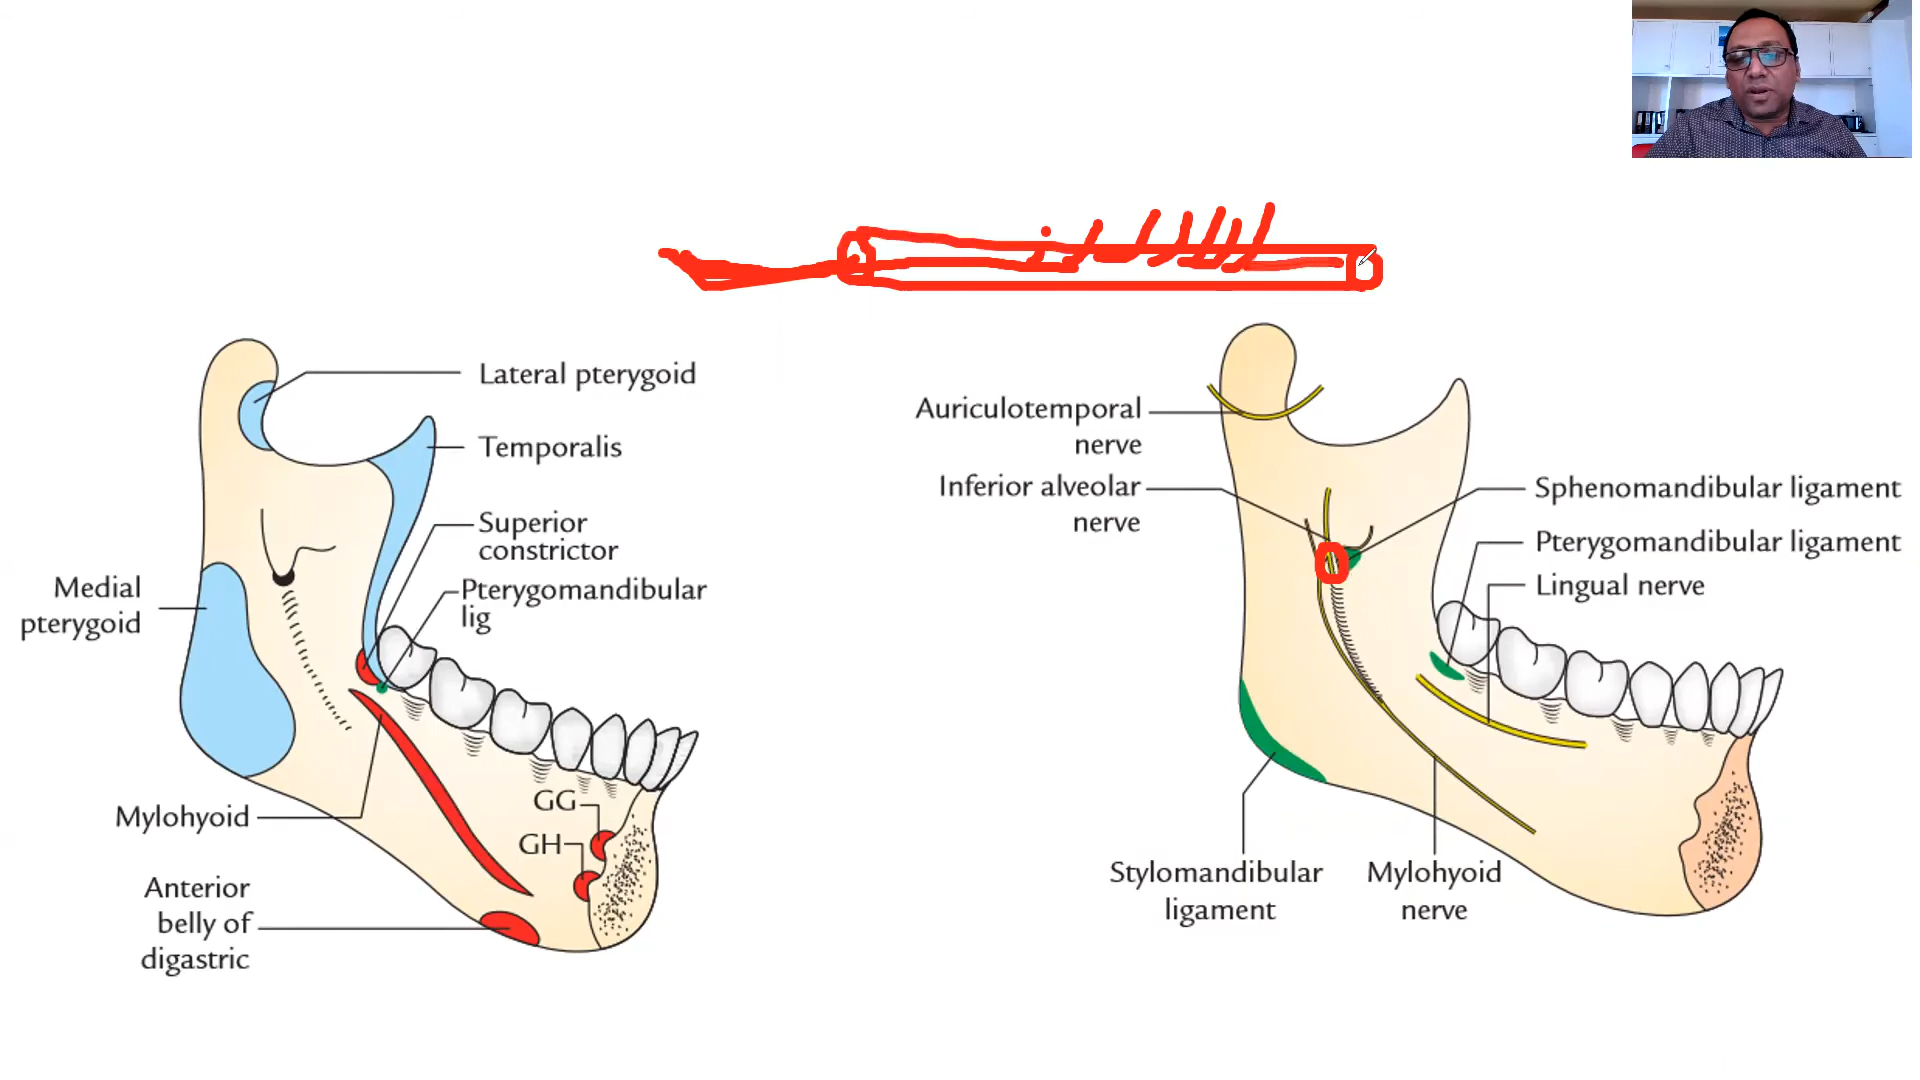 Lateral pterygoid
Temporalis
Superior
constrictor
Pterygomandibular
lig
Medial
pterygoid
Mylohyoid
GG
GH
Anterior
belly of
digastric
Auriculotemporal
nerve
Inferior alveolar
nerve
Sphenomandibular ligament
Pterygomandibular ligament
Lingual nerve
Stylomandibular
ligament
Mylohyoid
nerve